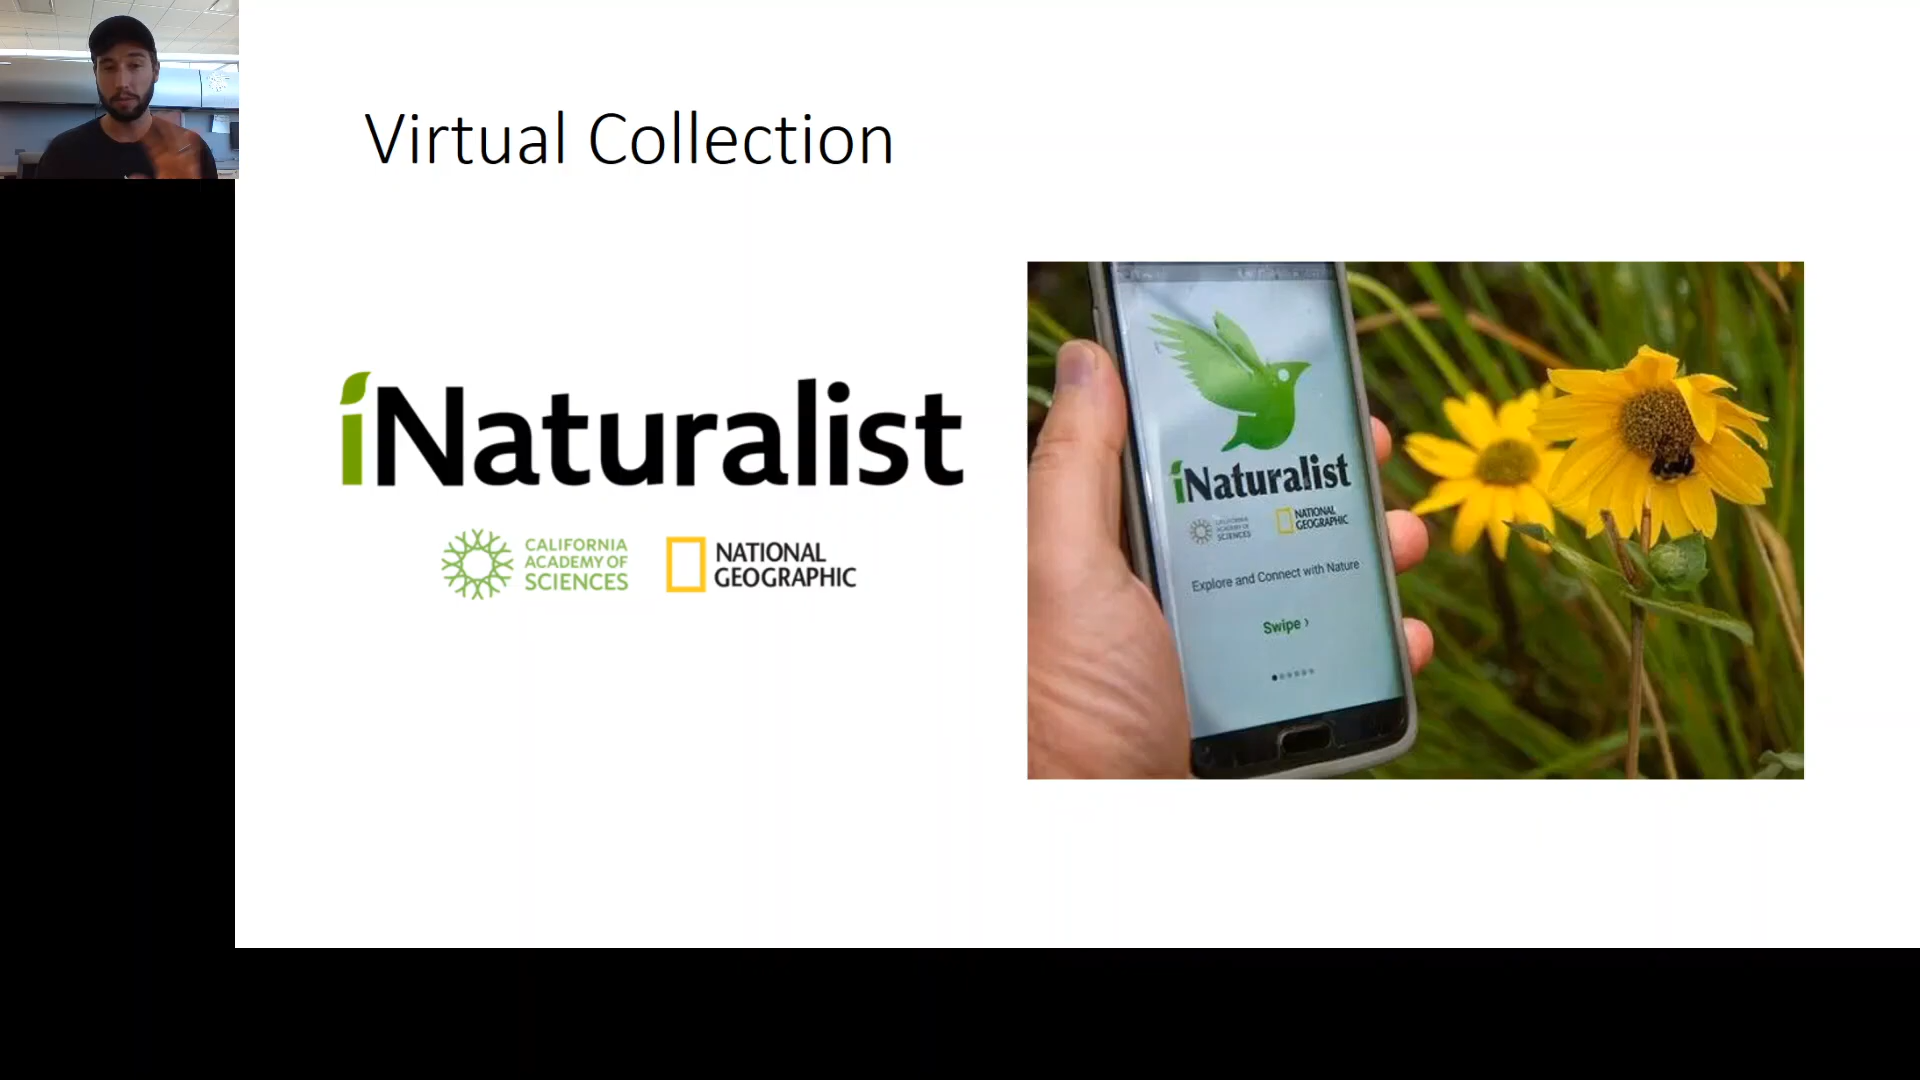 Virtual Collection
iNaturalist
CALIFORNIA
ACADEMY OF
SCIENCES
NATIONAL
GEOGRAPHIC
iNaturalist
CALIFORNIA
ACADEMY OF
SCIENCES
NATIONAL
GEOGRAPHIC
Explore and Connect with Nature
Swipe ›